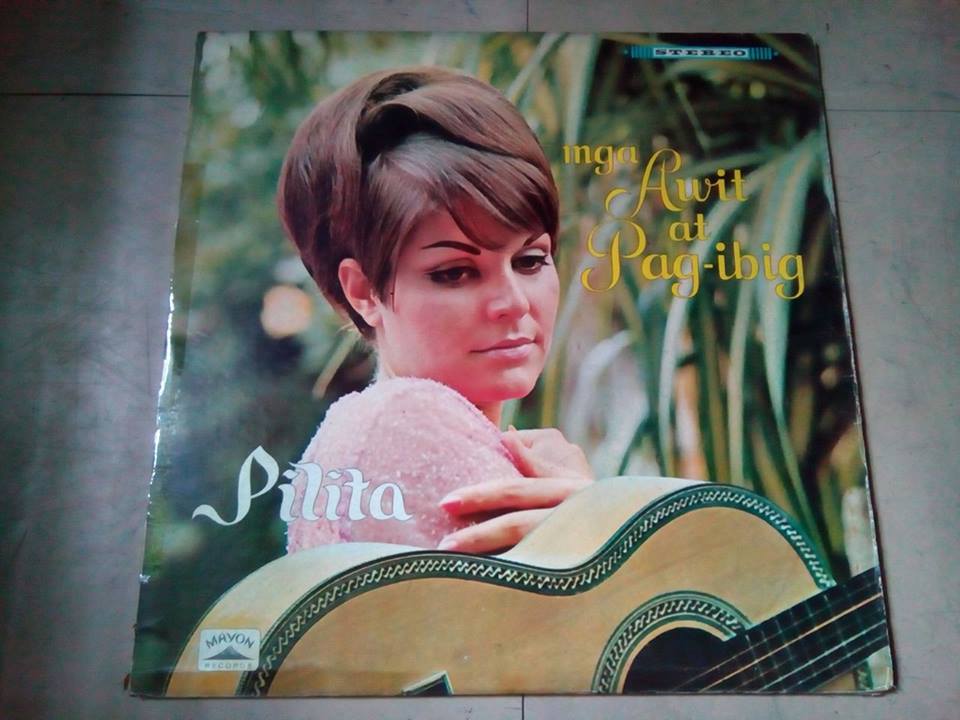 STEREO
mga
Awit
at
Pag-ibig
Pilita
MAYON
RECORDS